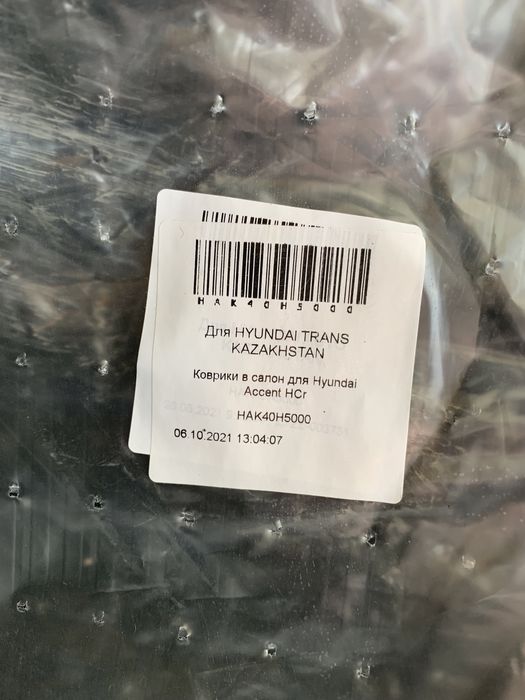 HAK40H5000
Для HYUNDAI TRANS
KAZAKHSTAN
Коврики в салон для Hyundai
Accent HCr
HAK40H5000
06.10.2021 13:04:07